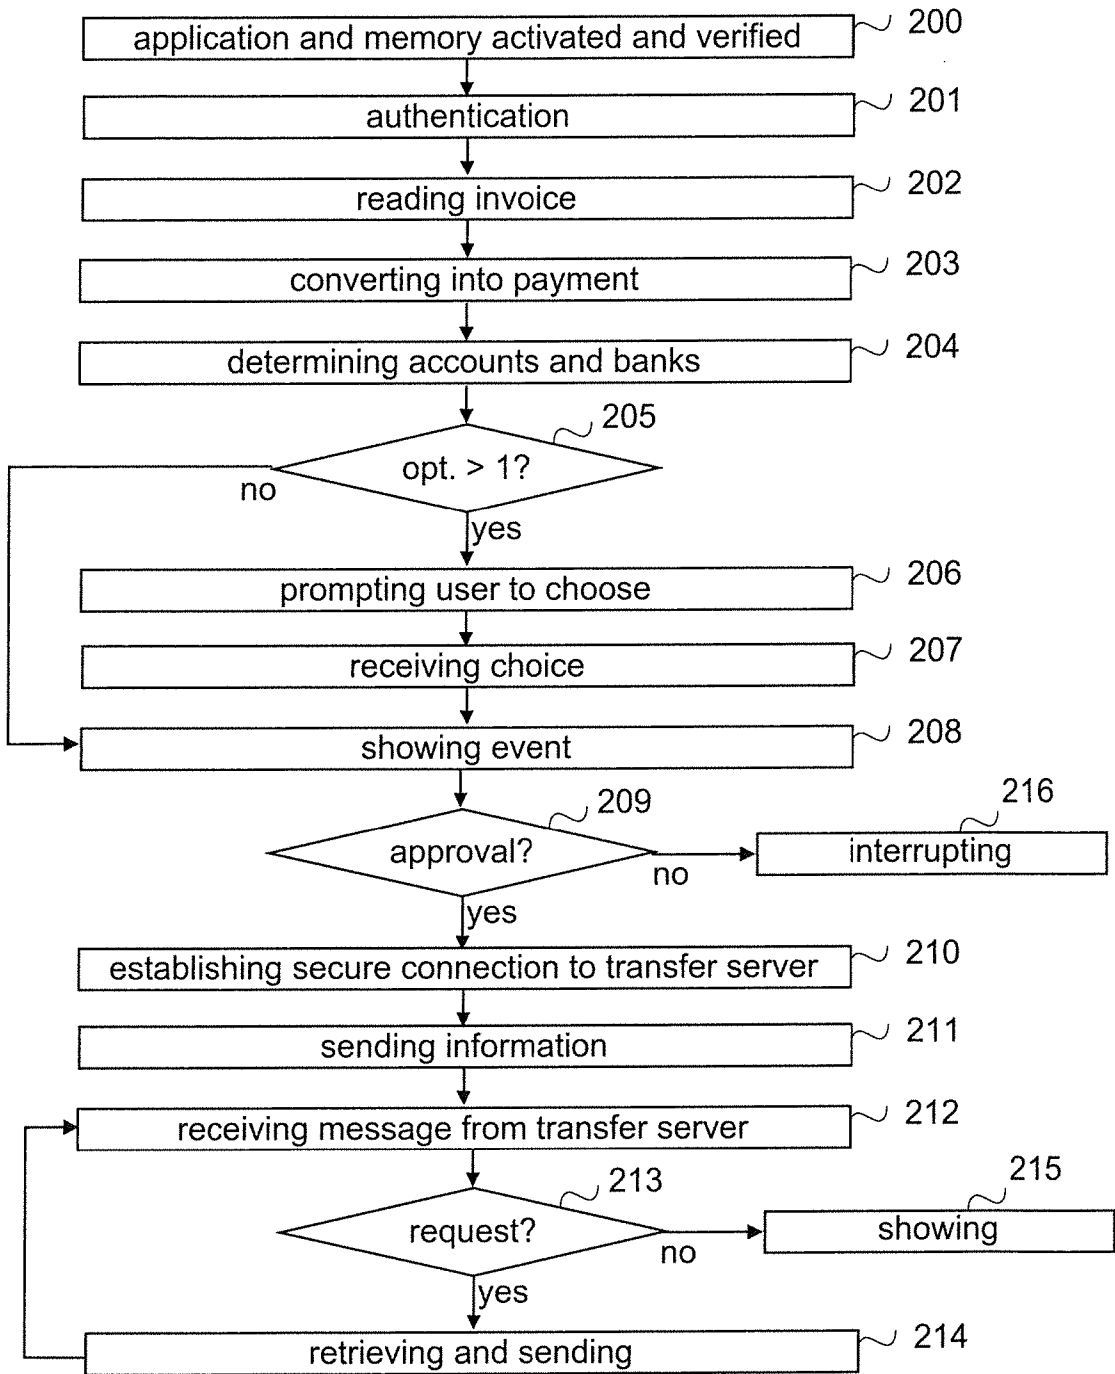 application and memory activated and verified 200
authentication 201
reading invoice 202
converting into payment 203
determining accounts and banks 204
205
opt. > 1?
no
yes
prompting user to choose 206
receiving choice 207
showing event 208
209
216
approval?
interrupting
no
yes
establishing secure connection to transfer server 210
sending information 211
receiving message from transfer server 212
213
215
request?
showing
no
yes
retrieving and sending 214